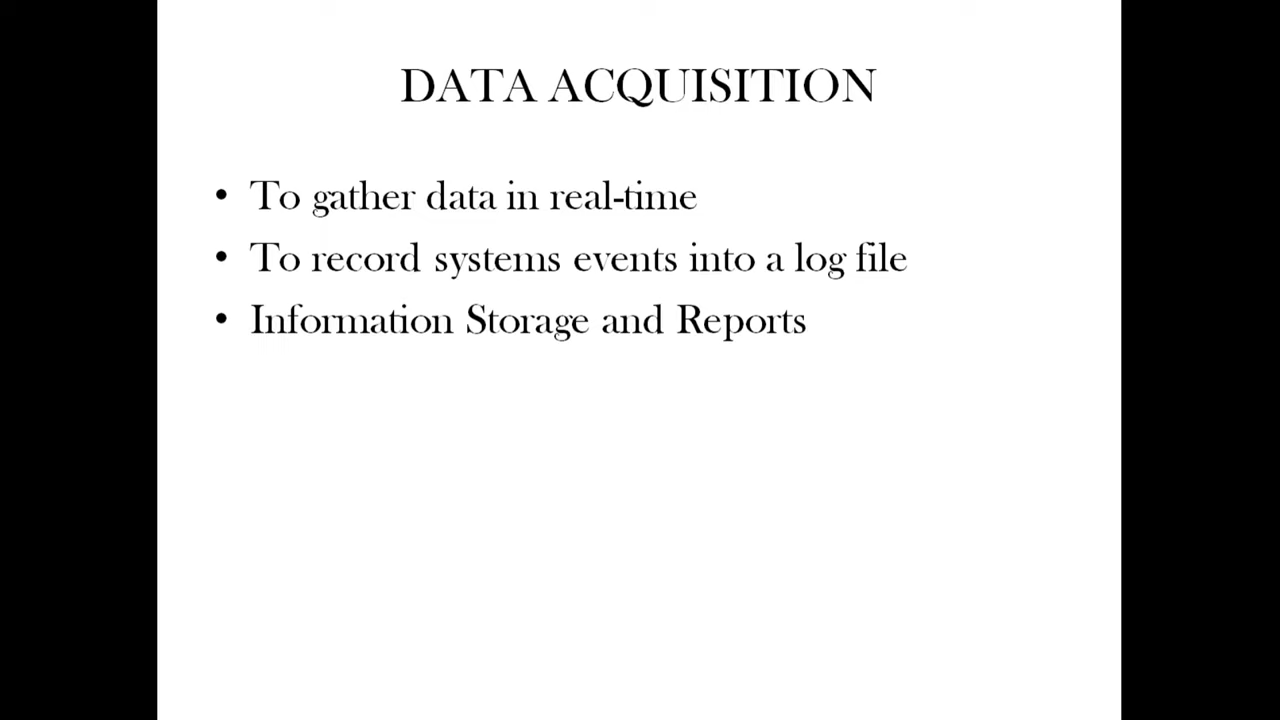 DATA ACQUISITION
• To gather data in real-time
• To record systems events into a log file
• Information Storage and Reports